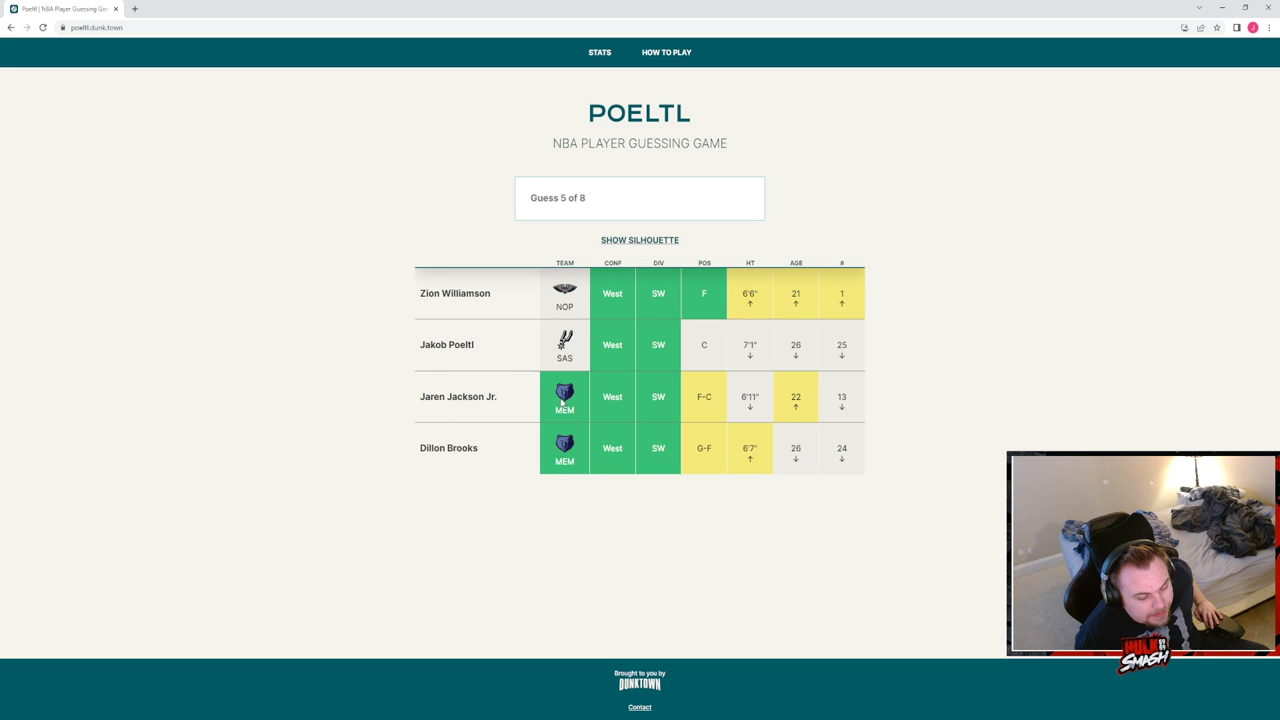 Poeltl | NBA Player Guessing Gam
poeltl.dunk.town
STATS HOW TO PLAY
POELTL
NBA PLAYER GUESSING GAME
Guess 5 of 8
SHOW SILHOUETTE
TEAM CONF DIV POS HT AGE #
Zion Williamson NOP West SW F 6'6" ↑ 21 ↑ 1 ↑
Jakob Poeltl SAS West SW C 7'1" ↓ 26 ↓ 25 ↓
Jaren Jackson Jr. MEM West SW F-C 6'11" ↓ 22 ↑ 13 ↓
Dillon Brooks MEM West SW G-F 6'7" ↑ 26 ↓ 24 ↓
HULK
SMASH
Brought to you by
DUNKTOWN
Contact